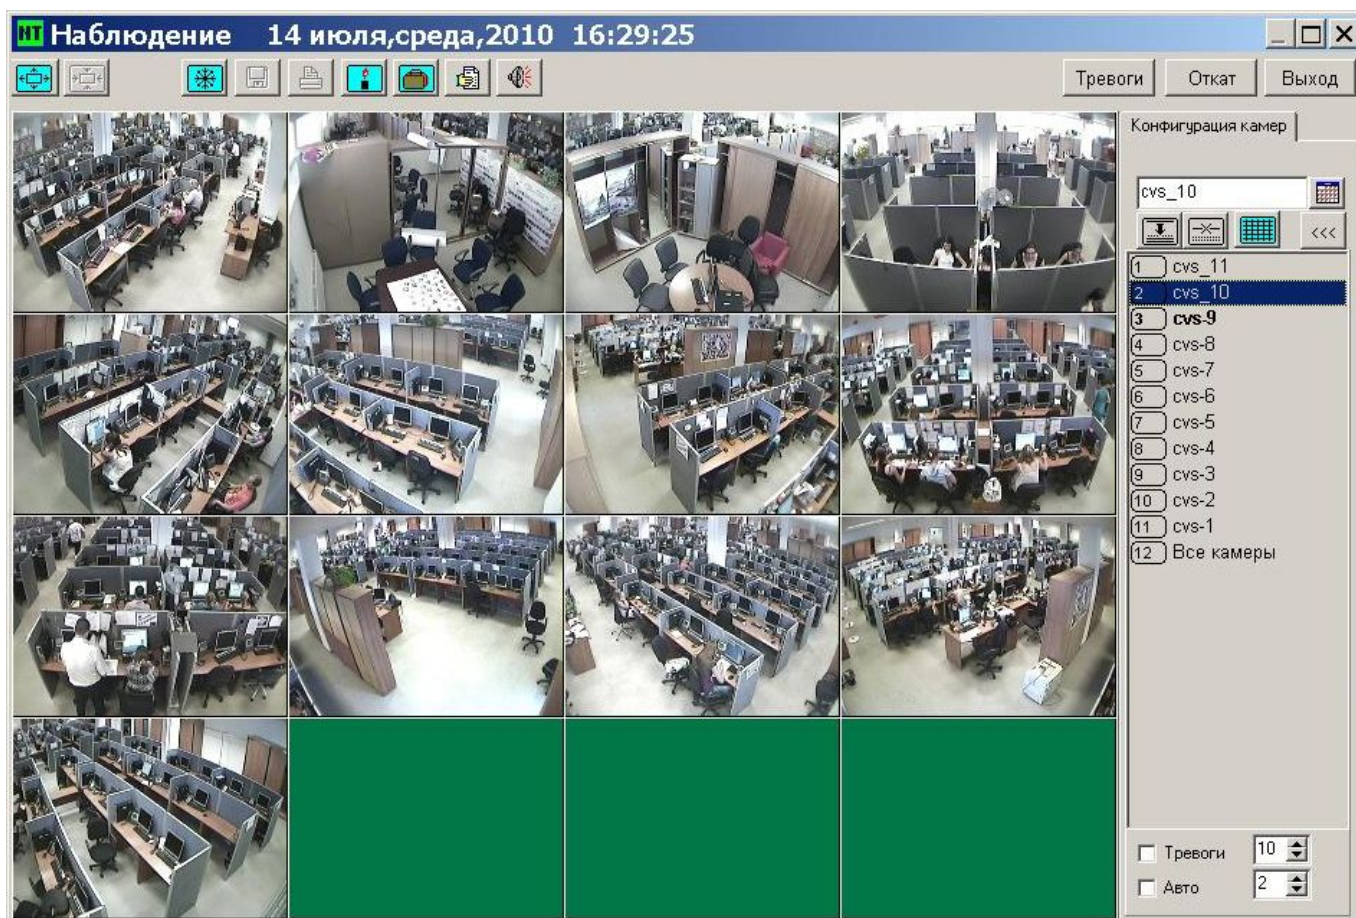 NT Наблюдение 14 июля,среда,2010 16:29:25
Тревоги Откат Выход
Конфигурация камер
cvs_10
<<<
1 cvs_11
2 cvs_10
3 cvs-9
4 cvs-8
5 cvs-7
6 cvs-6
7 cvs-5
8 cvs-4
9 cvs-3
10 cvs-2
11 cvs-1
12 Все камеры
Тревоги 10
Авто 2